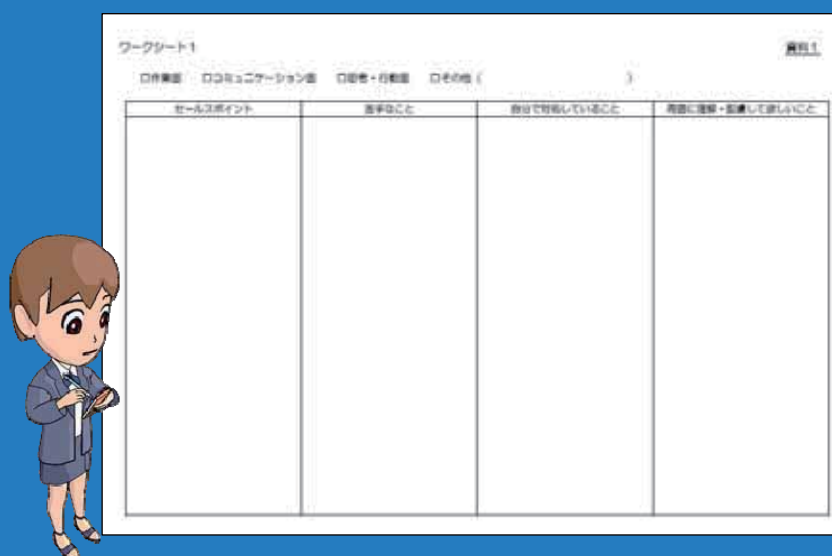 ワークシート1
資料1
□作業面 □コミュニケーション面 □思考・行動面 □その他( )
セールスポイント
苦手なこと
自分で対処していること
周囲に理解・配慮して欲しいこと